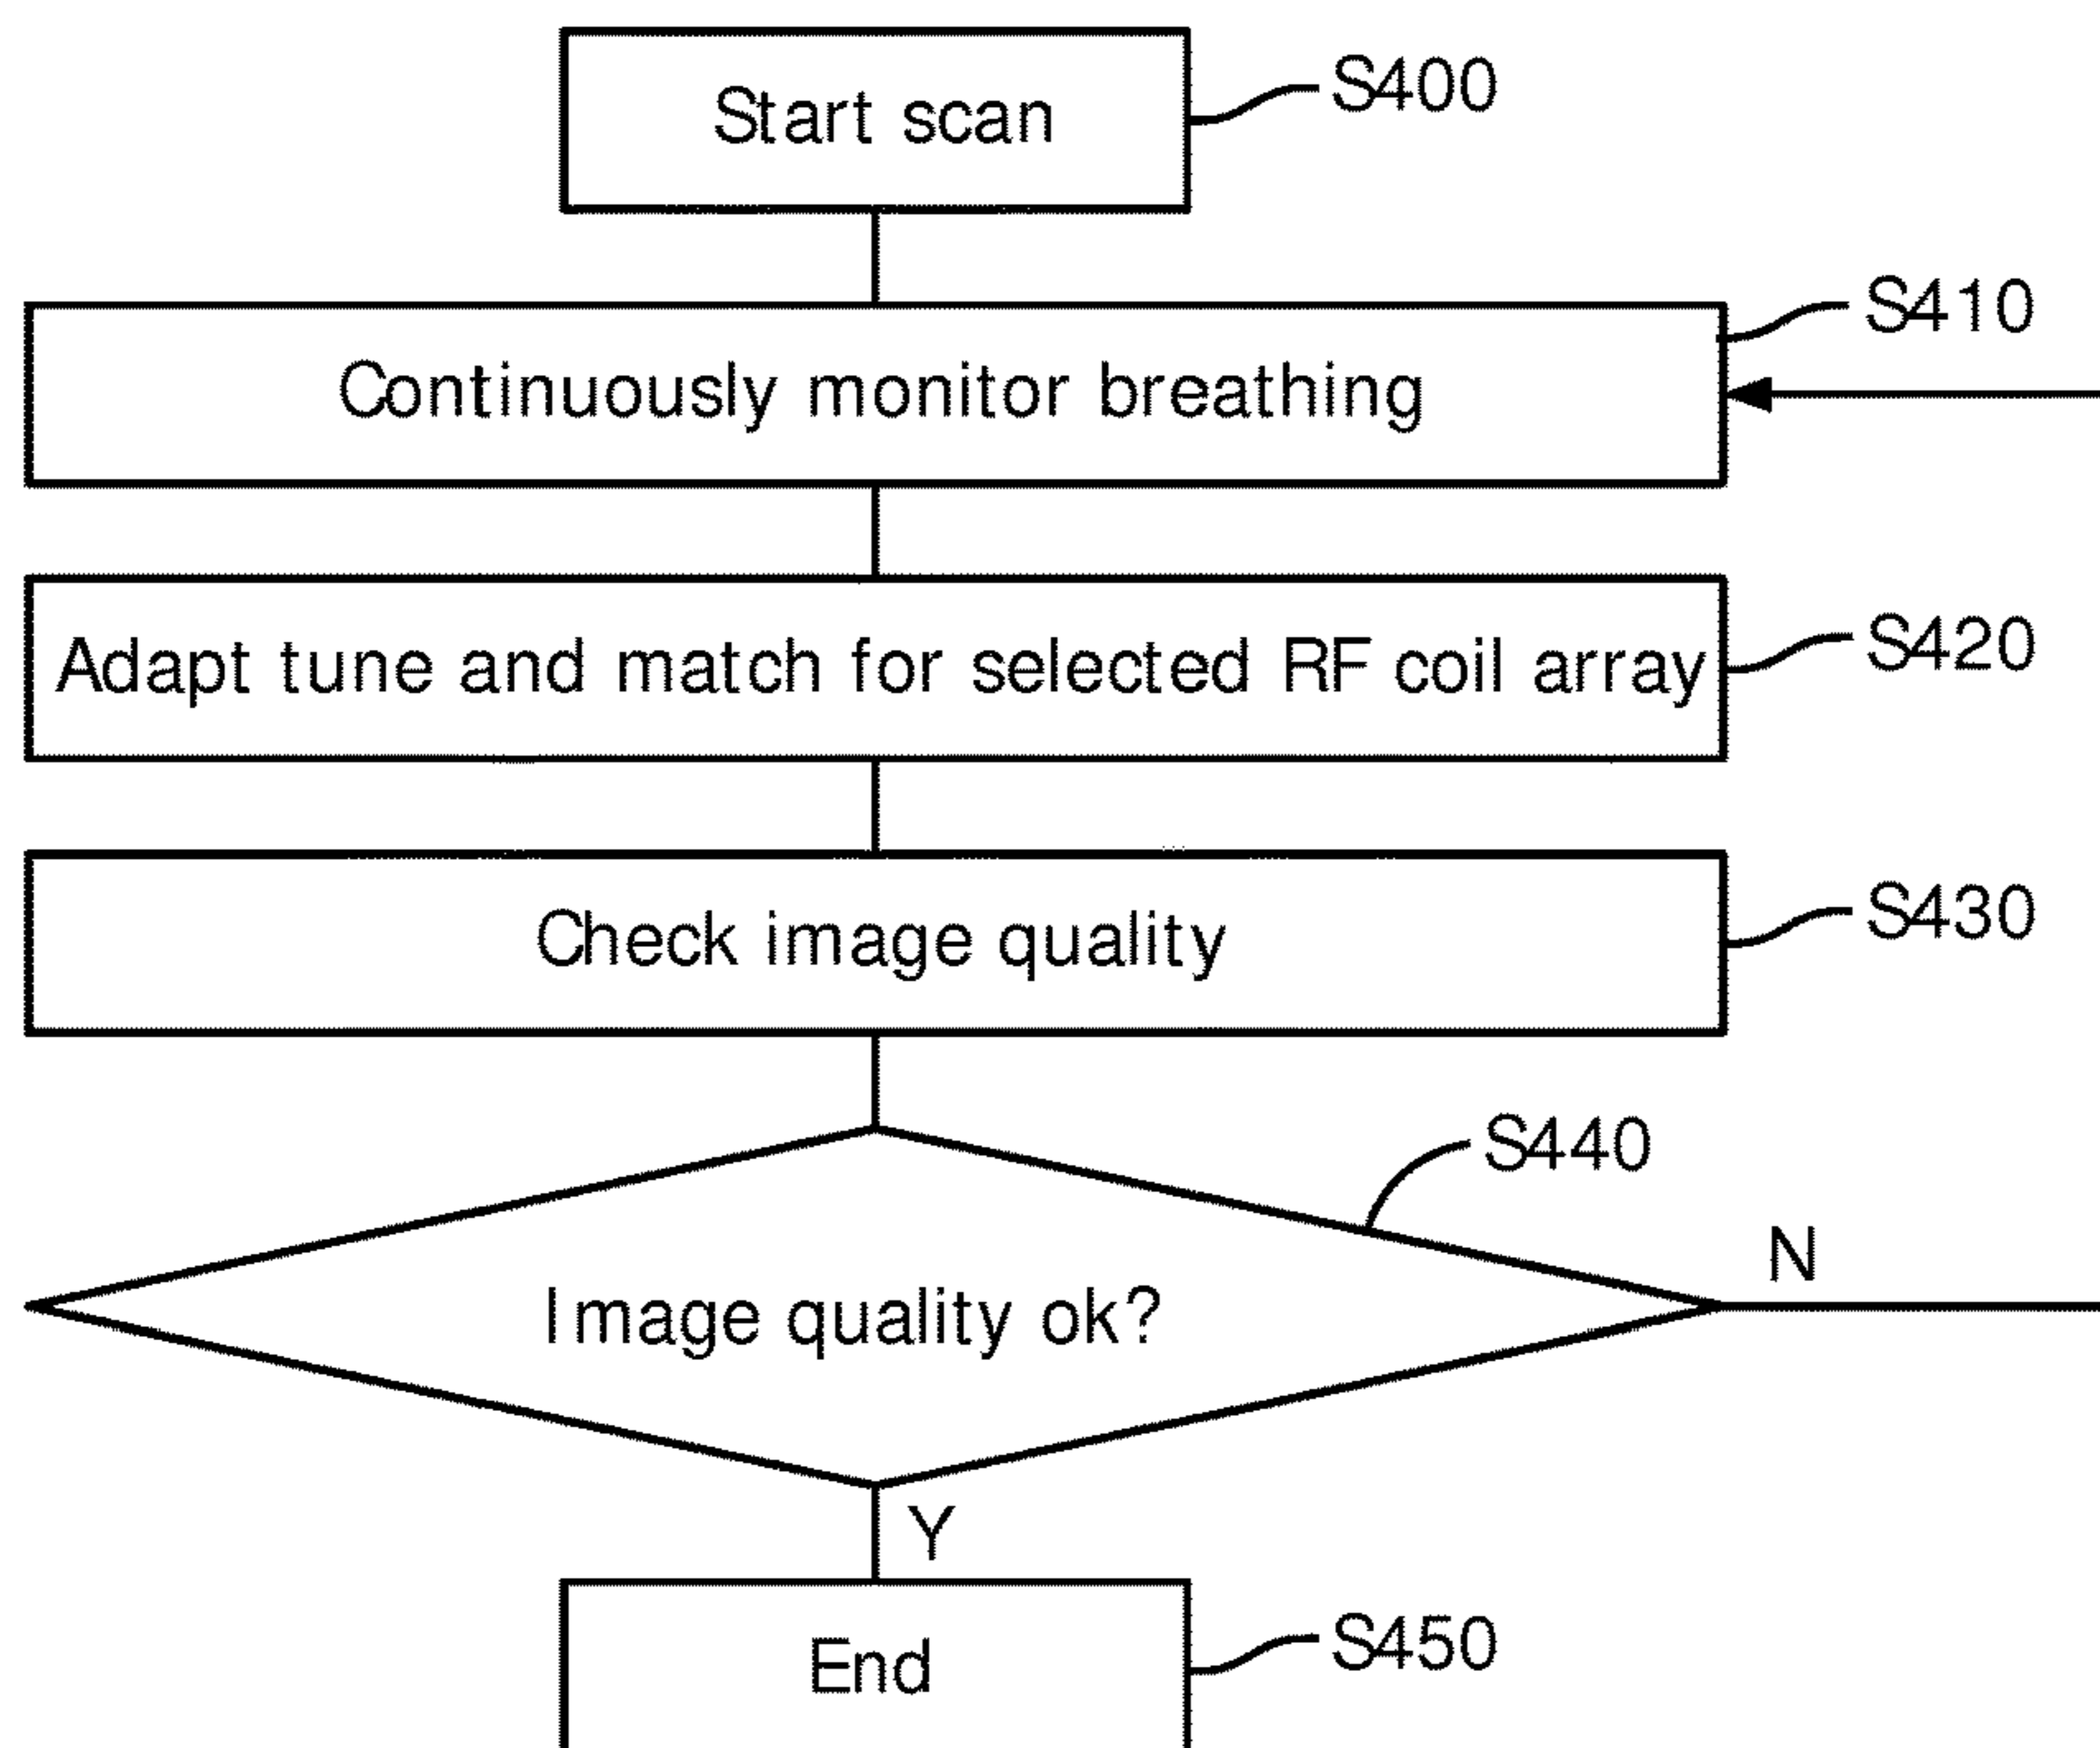 Start scan
S400
Continuously monitor breathing
S410
Adapt tune and match for selected RF coil array
S420
Check image quality
S430
Image quality ok?
S440
N
Y
End
S450